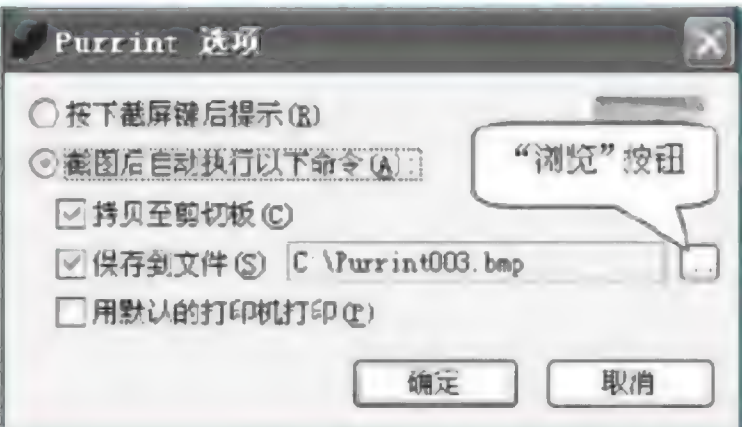 Purrint 选项
按下截屏键后提示(R)
截图后自动执行以下命令(A):
“浏览”按钮
拷贝至剪切板(C)
保存到文件(S) C:\Purrint003.bmp
...
用默认的打印机打印(P)
确定 取消